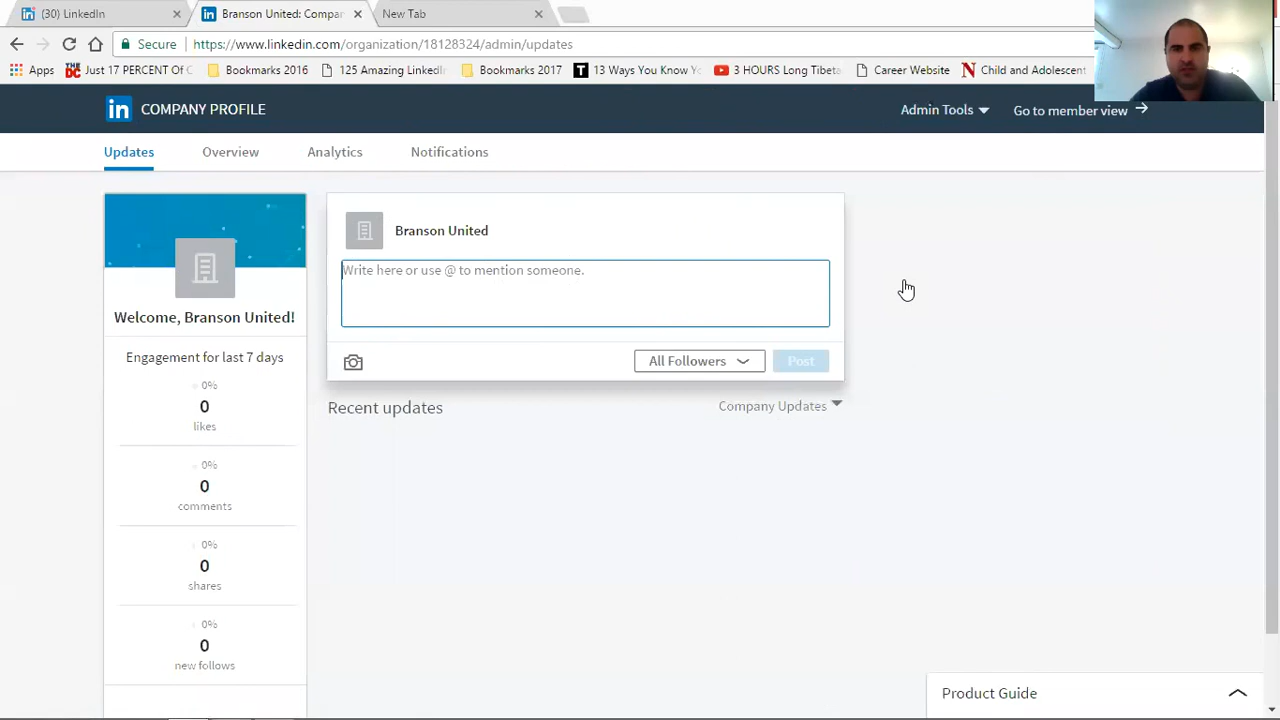 (30) LinkedIn
Branson United: Compa
New Tab
Secure
https://www.linkedin.com/organization/18128324/admin/updates
Apps
Just 17 PERCENT Of C
Bookmarks 2016
125 Amazing LinkedIn
Bookmarks 2017
13 Ways You Know Y
3 HOURS Long Tibeta
Career Website
Child and Adolescent
in COMPANY PROFILE
Admin Tools
Go to member view
Updates
Overview
Analytics
Notifications
Welcome, Branson United!
Engagement for last 7 days
0%
0
likes
0%
0
comments
0%
0
shares
0%
0
new follows
Branson United
Write here or use @ to mention someone.
All Followers
Post
Recent updates
Company Updates
Product Guide